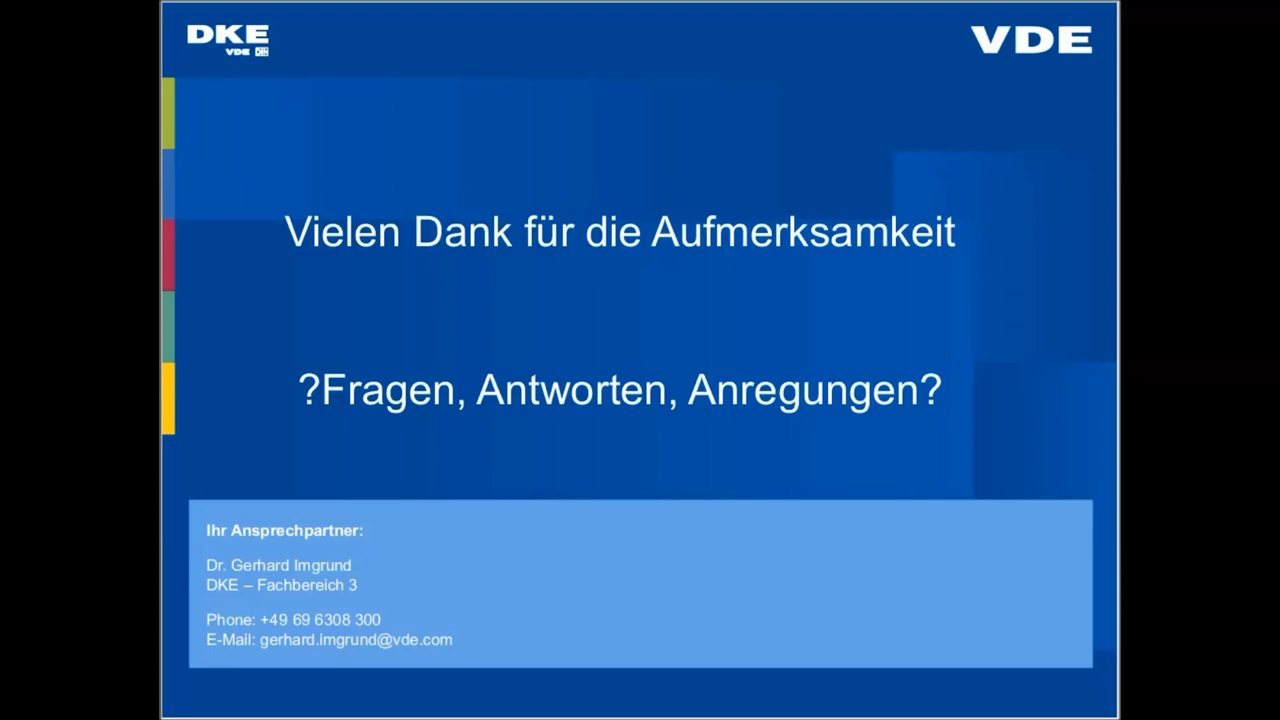 DKE
VDE DIN
VDE
Vielen Dank für die Aufmerksamkeit
?Fragen, Antworten, Anregungen?
Ihr Ansprechpartner:
Dr. Gerhard Imgrund
DKE – Fachbereich 3
Phone: +49 69 6308 300
E-Mail: gerhard.imgrund@vde.com